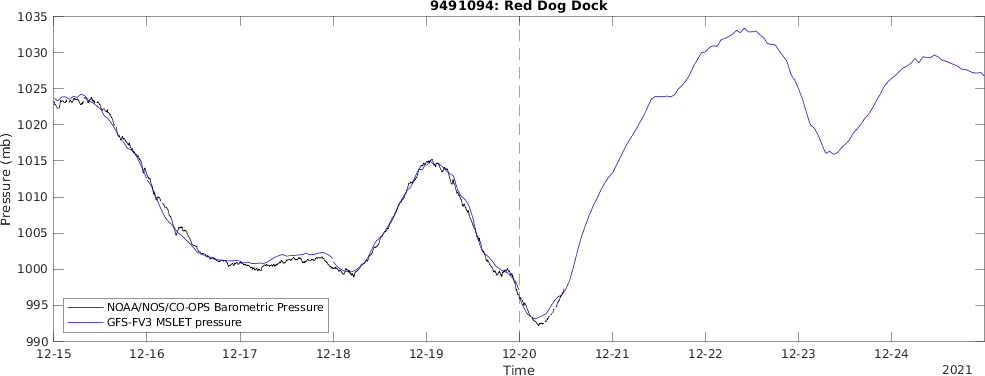 9491094: Red Dog Dock
Pressure (mb)
1035
1030
1025
1020
1015
1010
1005
1000
995
990
NOAA/NOS/CO-OPS Barometric Pressure
GFS-FV3 MSLET pressure
12-15 12-16 12-17 12-18 12-19 12-20 12-21 12-22 12-23 12-24
Time
2021